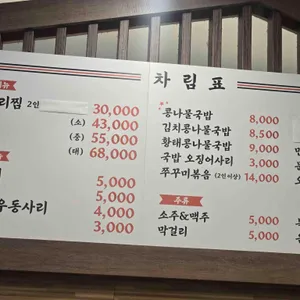 차림표
리찜 2인 30,000
(소) 43,000
(중) 55,000
(대) 68,000
5,000
5,000
우동사리 4,000
3,000
콩나물국밥 8,000
김치콩나물국밥 8,500
황태콩나물국밥 9,000
국밥 오징어사리 3,000
쭈꾸미볶음 (2인이상) 14,000
주류
소주&맥주 5,000
막걸리 5,000